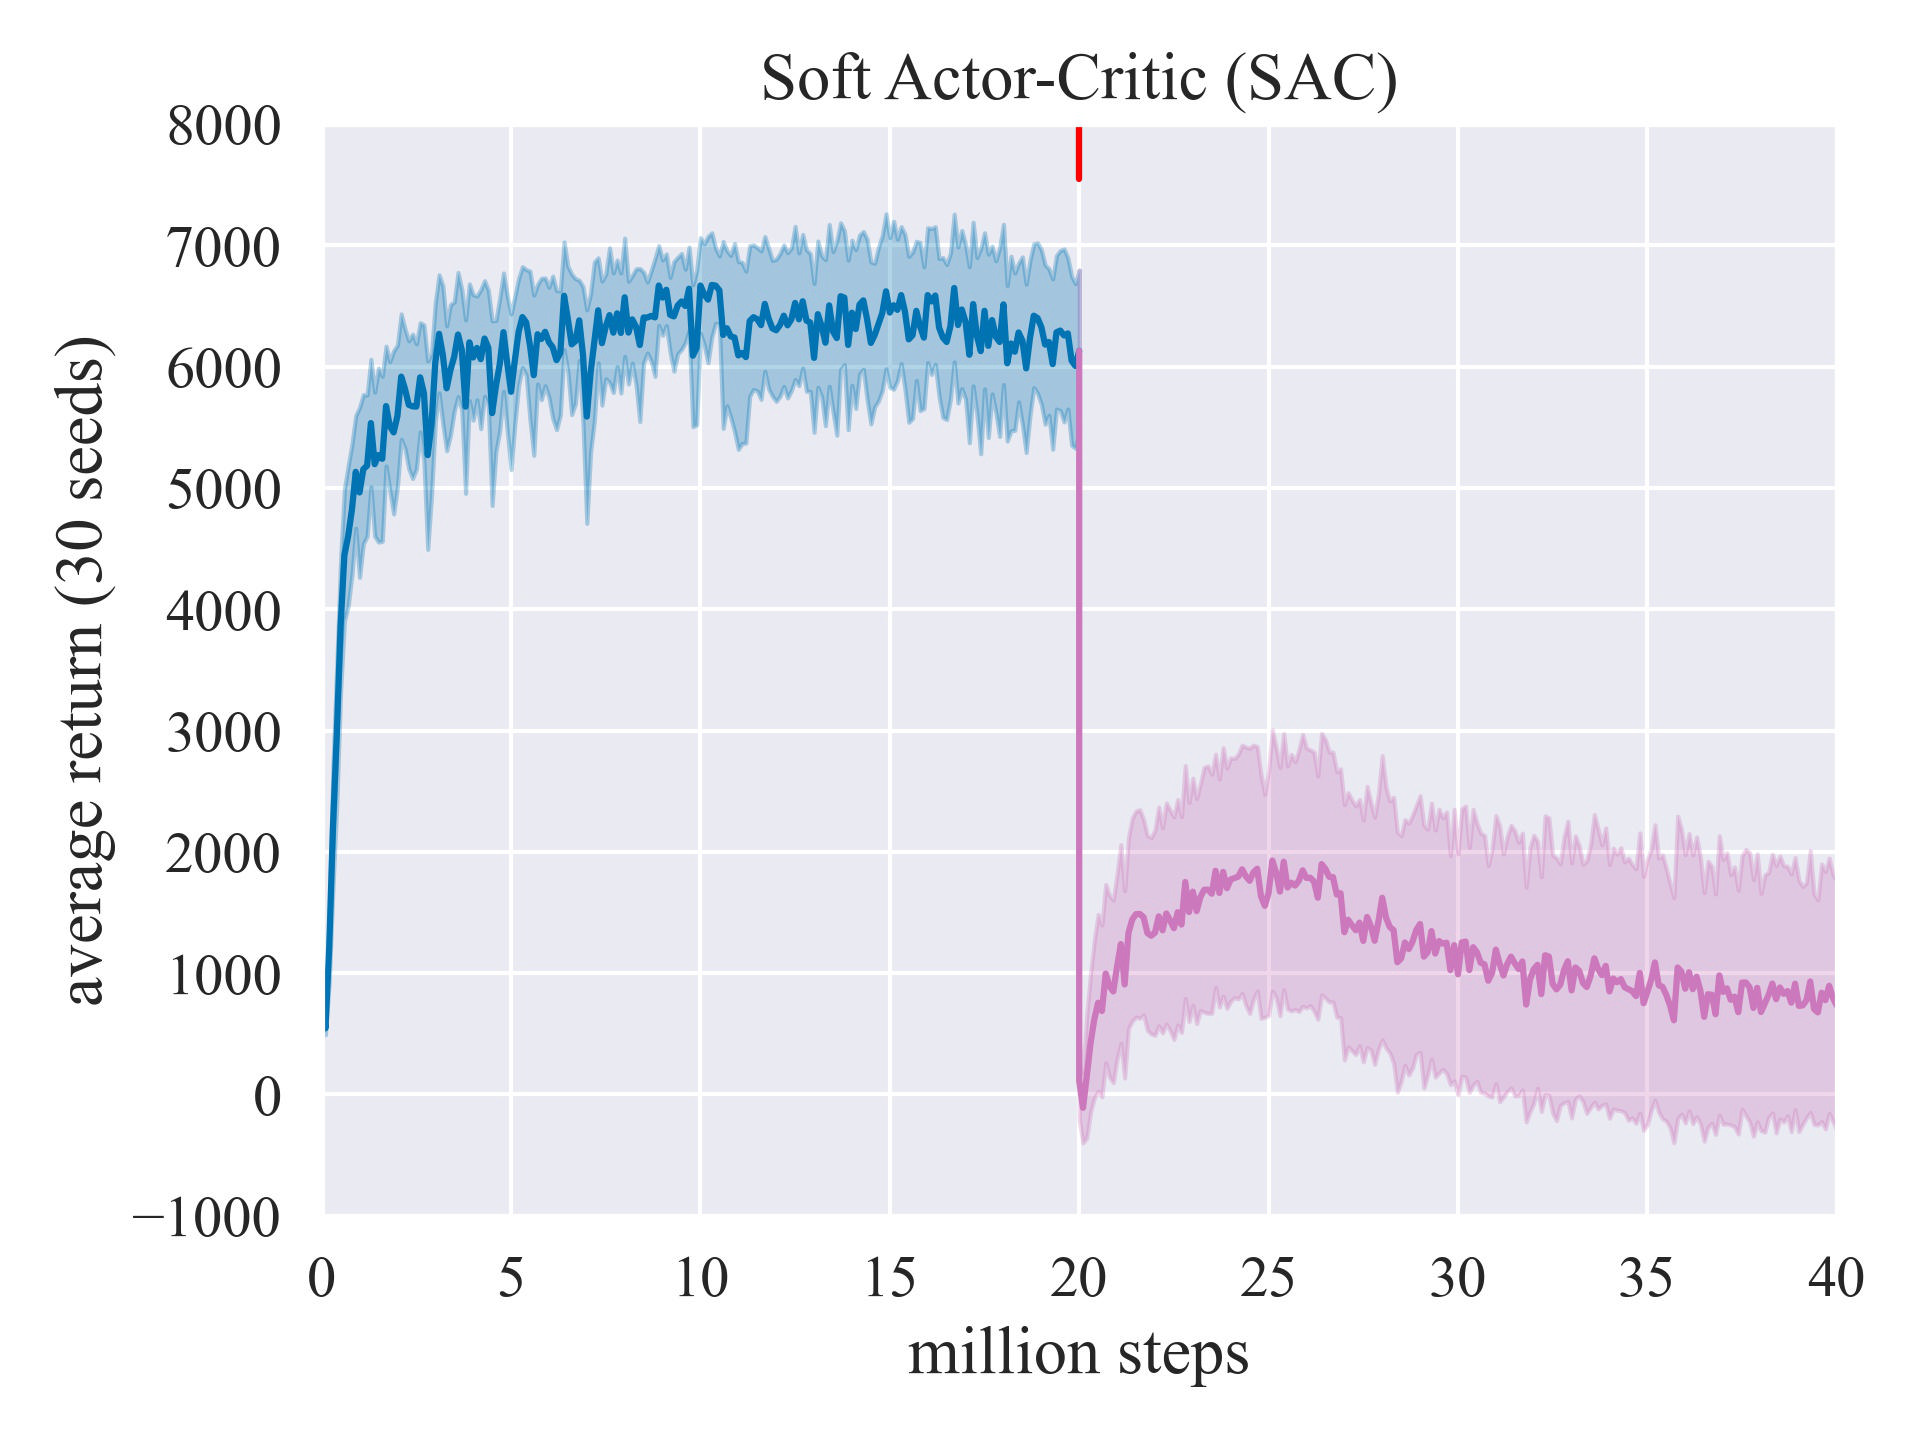 Soft Actor-Critic (SAC)
8000
7000
6000
5000
4000
3000
2000
1000
0
−1000
average return (30 seeds)
0 5 10 15 20 25 30 35 40
million steps